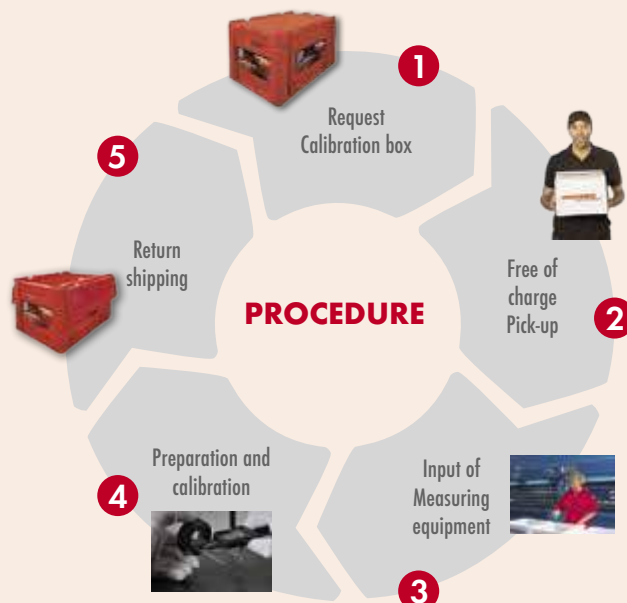 1
Request
Calibration box
2
Free of
charge
Pick-up
3
Input of
Measuring
equipment
4
Preparation and
calibration
5
Return
shipping
PROCEDURE